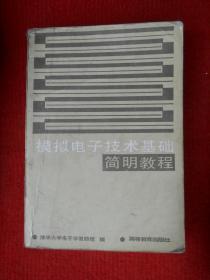 模拟电子技术基础
简明教程
清华大学电子学教研组 编
高等教育出版社